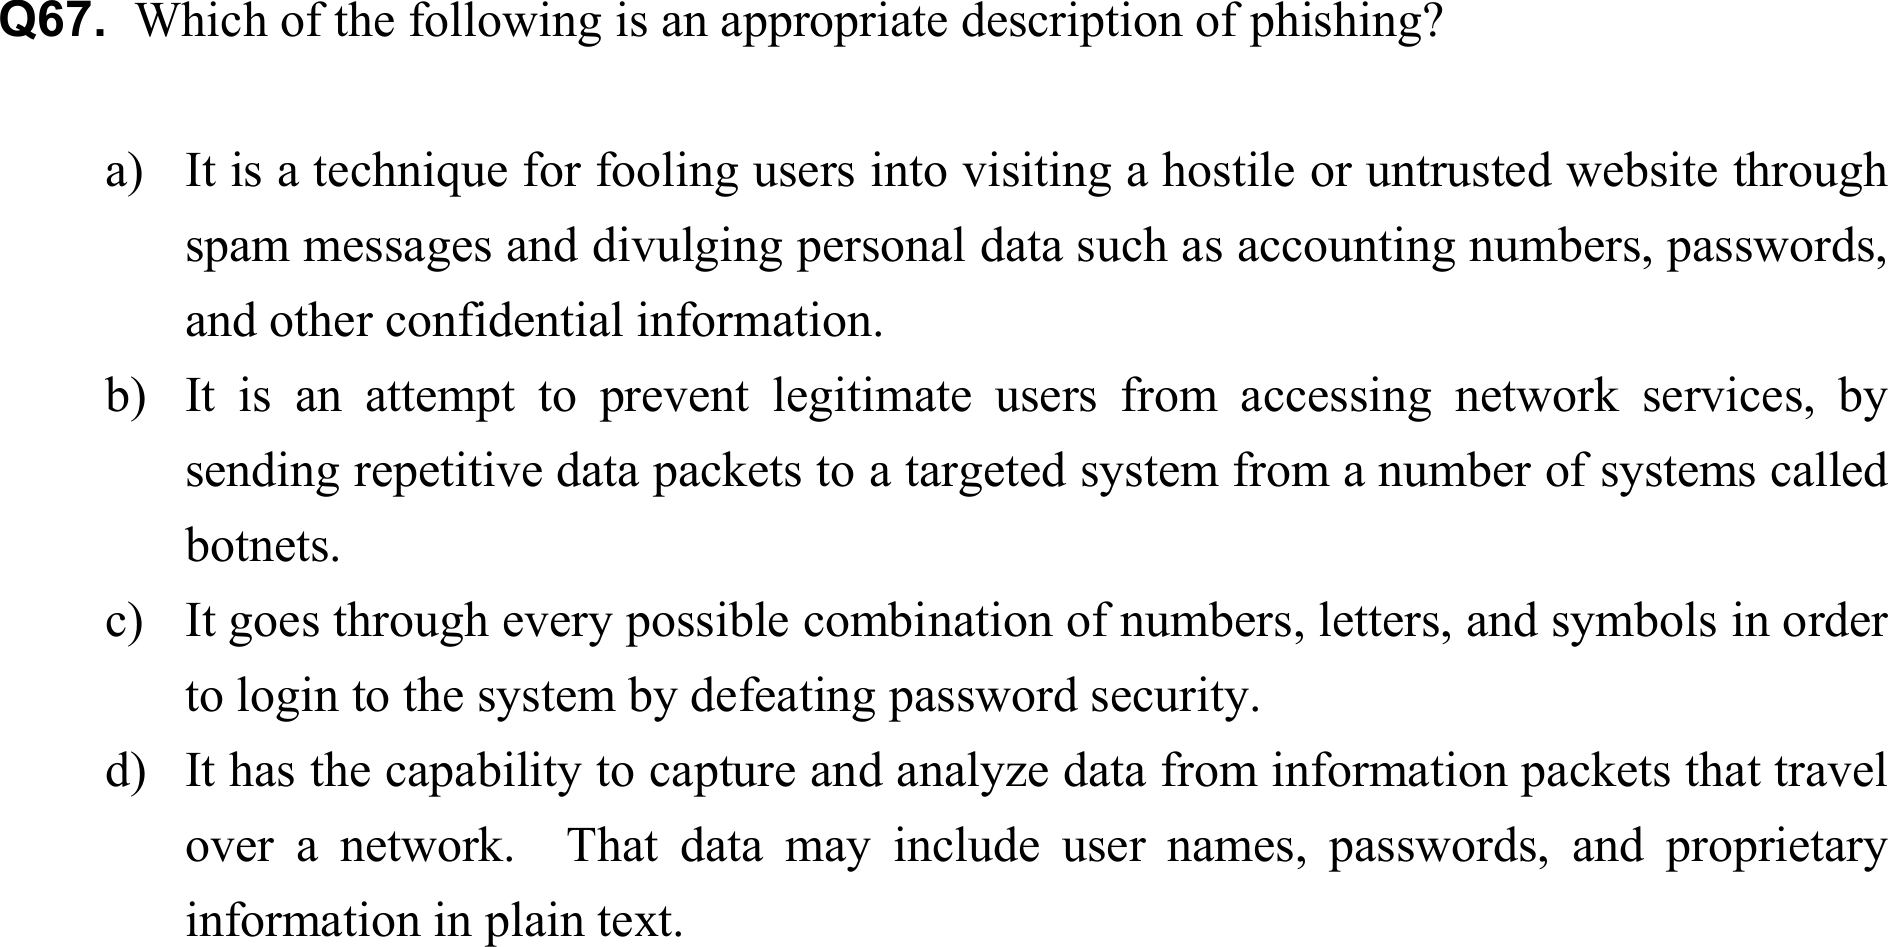 Q67. Which of the following is an appropriate description of phishing?
a) It is a technique for fooling users into visiting a hostile or untrusted website through
spam messages and divulging personal data such as accounting numbers, passwords,
and other confidential information.
b) It is an attempt to prevent legitimate users from accessing network services, by
sending repetitive data packets to a targeted system from a number of systems called
botnets.
c) It goes through every possible combination of numbers, letters, and symbols in order
to login to the system by defeating password security.
d) It has the capability to capture and analyze data from information packets that travel
over a network. That data may include user names, passwords, and proprietary
information in plain text.